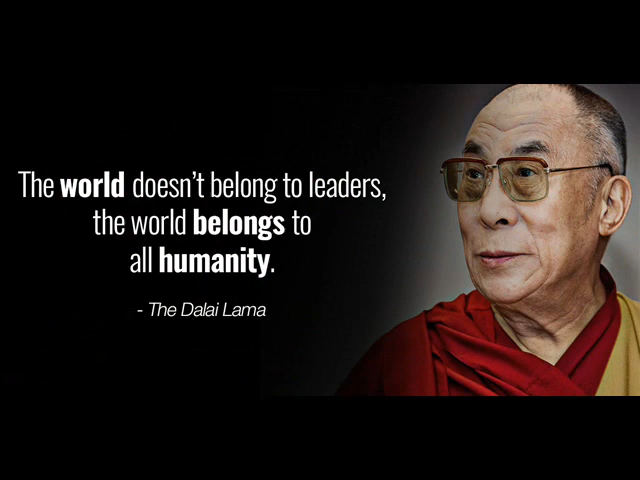 The world doesn't belong to leaders,
the world belongs to
all humanity.
- The Dalai Lama